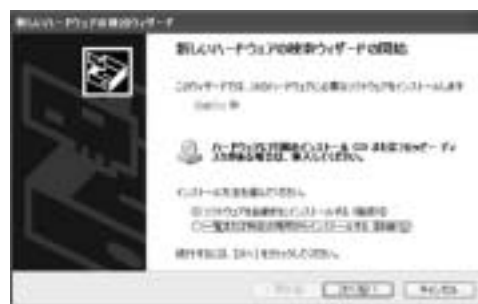 新しいハードウェアの検索ウィザード
新しいハードウェアの検索ウィザードの開始
このウィザードでは、次のハードウェアに必要なソフトウェアをインストールします:
ハードウェアに付属のインストール CD またはフロッピー ディ
スクがある場合は、挿入してください。
インストール方法を選んでください。
ソフトウェアを自動的にインストールする (推奨)(I)
一覧または特定の場所からインストールする (詳細)(S)
続行するには、[次へ] をクリックしてください。
< 戻る(B) 次へ(N) > キャンセル